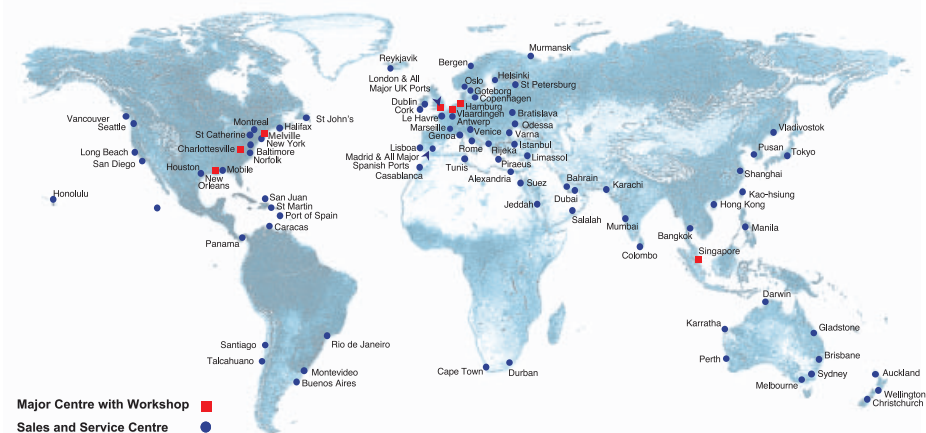 Murmansk
Reykjavik
Bergen
Helsinki
London & All
Major UK Ports
Oslo
St Petersburg
Goteborg
Copenhagen
Dublin
Cork
Hamburg
Vlaardingeh
Bratislava
Le Havre
Antwerp
Odessa
Marseille
Venice
Varna
Genoa
Rome
Rijeka
Istanbul
Lisboa
Piraeus
Limassol
Madrid & All Major
Spanish Ports
Casablanca
Tunis
Alexandria
Suez
Bahrain
Karachi
Dubai
Jeddah
Salalah
Mumbai
Colombo
Vancouver
Seattle
Montreal
St John's
Halifax
St Catherine
Melville
New York
Charlottesville
Baltimore
Norfolk
Long Beach
San Diego
Houston
Mobile
New
Orleans
Honolulu
San Juan
St Martin
Port of Spain
Caracas
Panama
Vladivostok
Pusan
Tokyo
Shanghai
Kao-hsiung
Hong Kong
Manila
Bangkok
Singapore
Darwin
Karratha
Gladstone
Perth
Brisbane
Sydney
Melbourne
Auckland
Wellington
Christchurch
Santiago
Rio de Janeiro
Talcahuano
Montevideo
Buenos Aires
Cape Town
Durban
Major Centre with Workshop
Sales and Service Centre